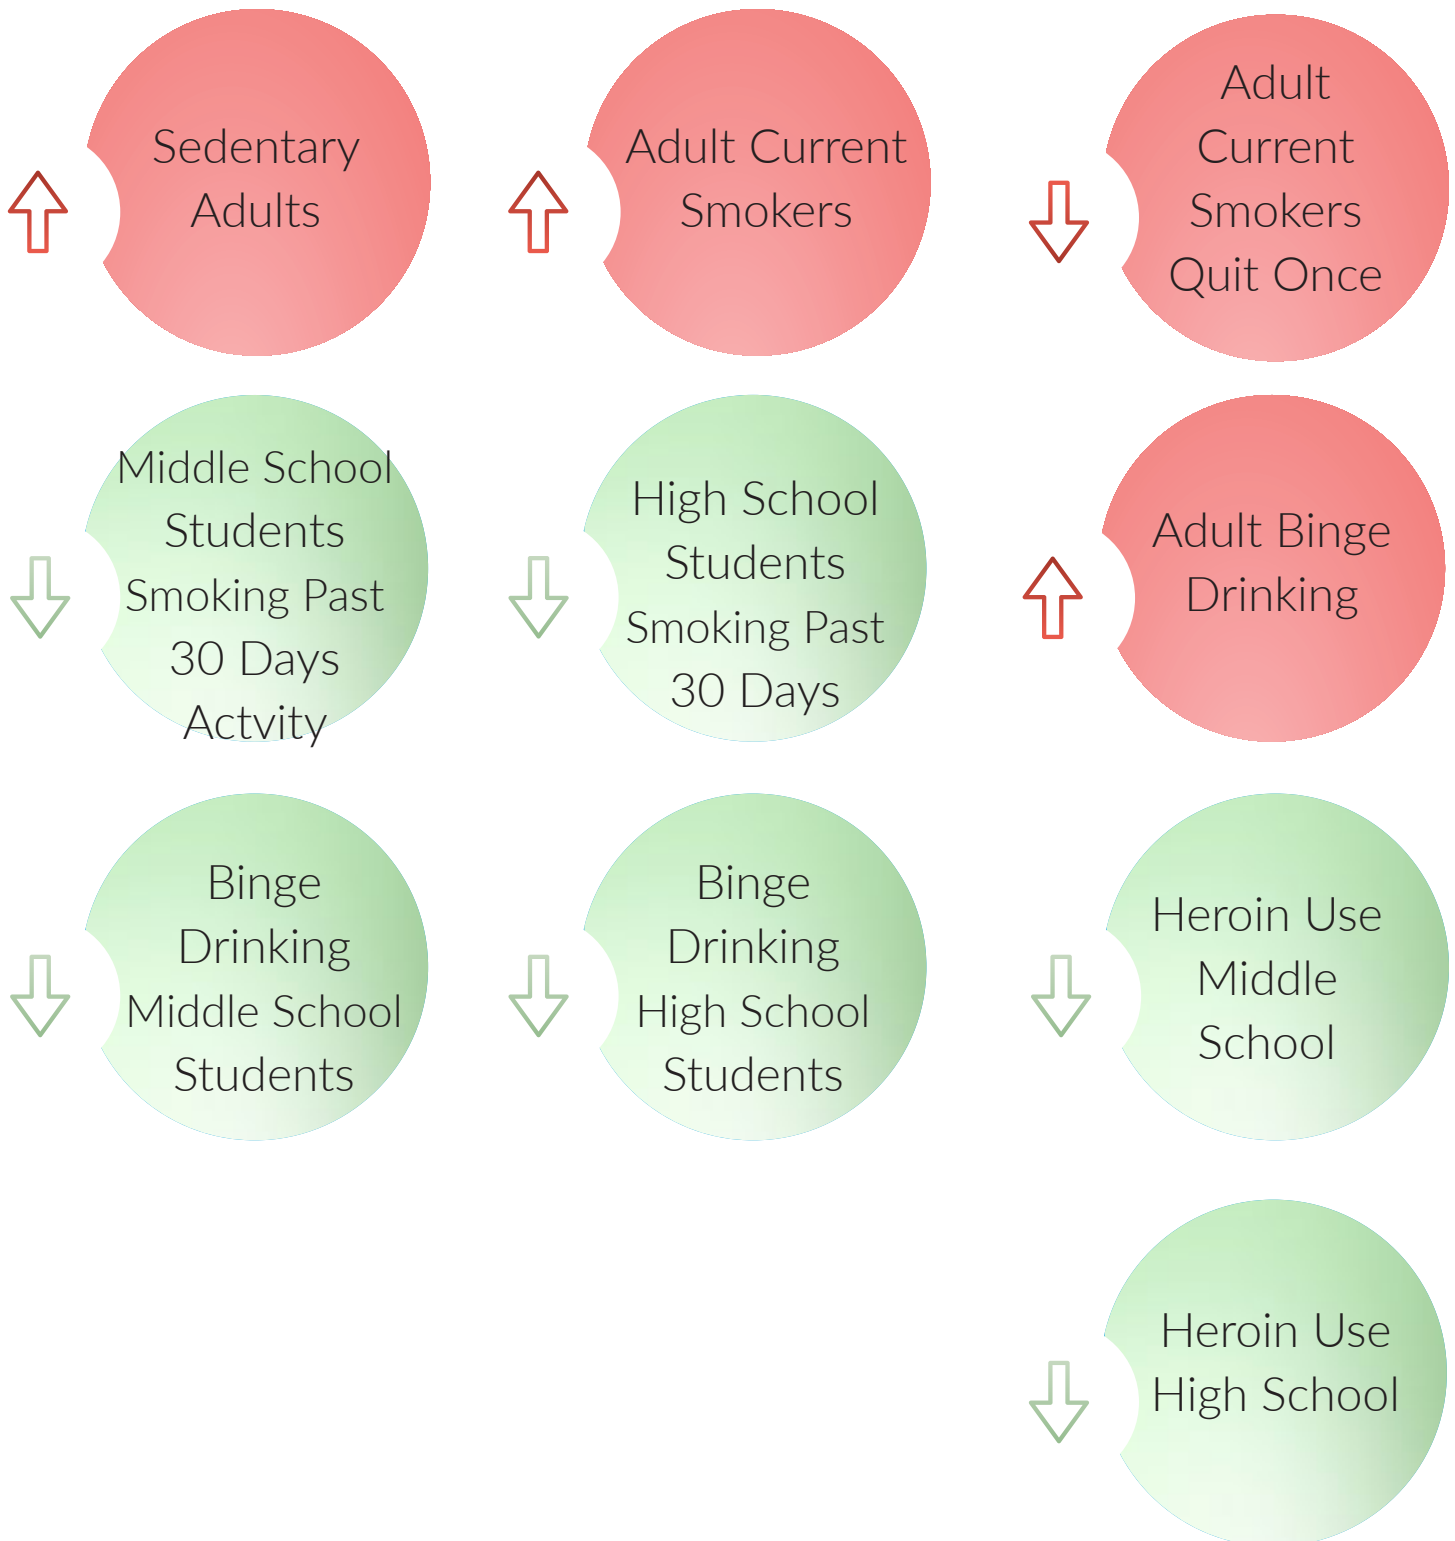 Sedentary
Adults
Adult Current
Smokers
Adult
Current
Smokers
Quit Once
Middle School
Students
Smoking Past
30 Days
Actvity
High School
Students
Smoking Past
30 Days
Adult Binge
Drinking
Binge
Drinking
Middle School
Students
Binge
Drinking
High School
Students
Heroin Use
Middle
School
Heroin Use
High School